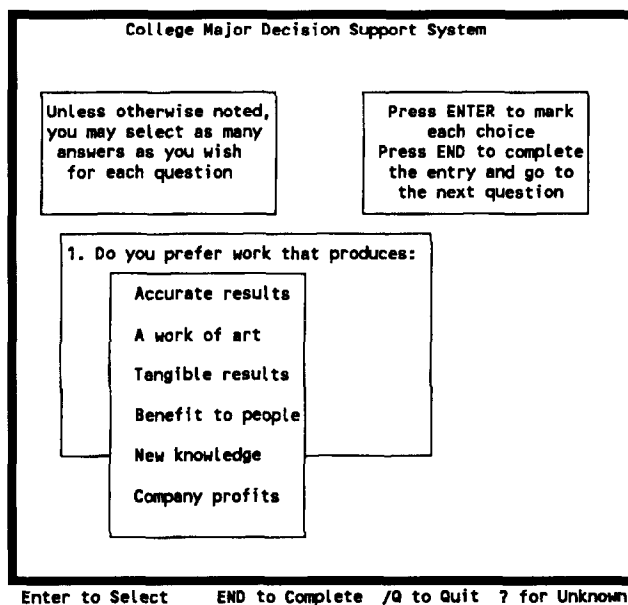 College Major Decision Support System
Unless otherwise noted,
you may select as many
answers as you wish
for each question
Press ENTER to mark
each choice
Press END to complete
the entry and go to
the next question
1. Do you prefer work that produces:
Accurate results
A work of art
Tangible results
Benefit to people
New knowledge
Company profits
Enter to Select END to Complete /Q to Quit ? for Unknown